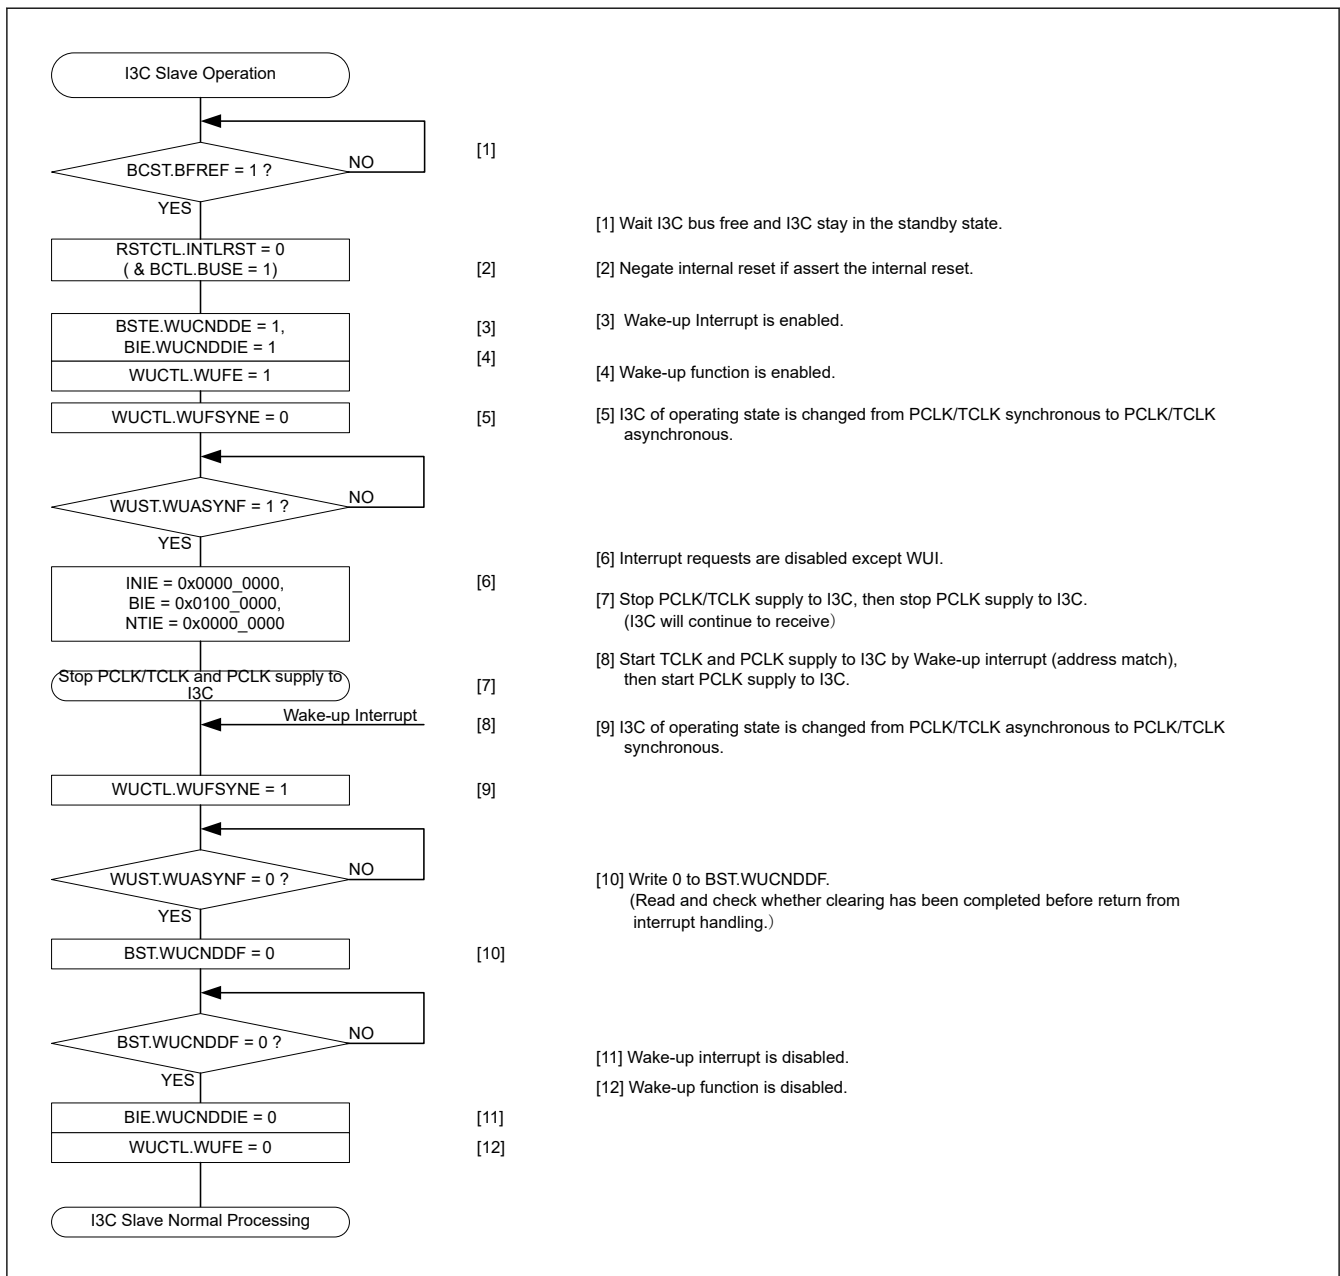 I3C Slave Operation
BCST.BFREF = 1 ?
NO
[1]
YES
[1] Wait I3C bus free and I3C stay in the standby state.
RSTCTL.INTLRST = 0
( & BCTL.BUSE = 1)
[2]
[2] Negate internal reset if assert the internal reset.
BSTE.WUCNDDE = 1,
BIE.WUCNDDIE = 1
[3]
[3]  Wake-up Interrupt is enabled.
[4]
WUCTL.WUFE = 1
[4] Wake-up function is enabled.
WUCTL.WUFSYNE = 0
[5]
[5] I3C of operating state is changed from PCLK/TCLK synchronous to PCLK/TCLK
asynchronous.
WUST.WUASYNF = 1 ?
NO
YES
[6] Interrupt requests are disabled except WUI.
INIE = 0x0000_0000,
BIE = 0x0100_0000,
NTIE = 0x0000_0000
[6]
[7] Stop PCLK/TCLK supply to I3C, then stop PCLK supply to I3C.
(I3C will continue to receive）
Stop PCLK/TCLK and PCLK supply to
I3C
[7]
[8] Start TCLK and PCLK supply to I3C by Wake-up interrupt (address match),
then start PCLK supply to I3C.
Wake-up Interrupt
[8]
[9] I3C of operating state is changed from PCLK/TCLK asynchronous to PCLK/TCLK
synchronous.
WUCTL.WUFSYNE = 1
[9]
WUST.WUASYNF = 0 ?
NO
YES
[10] Write 0 to BST.WUCNDDF.
(Read and check whether clearing has been completed before return from
interrupt handling.）
BST.WUCNDDF = 0
[10]
BST.WUCNDDF = 0 ?
NO
YES
[11] Wake-up interrupt is disabled.
[12] Wake-up function is disabled.
BIE.WUCNDDIE = 0
[11]
WUCTL.WUFE = 0
[12]
I3C Slave Normal Processing